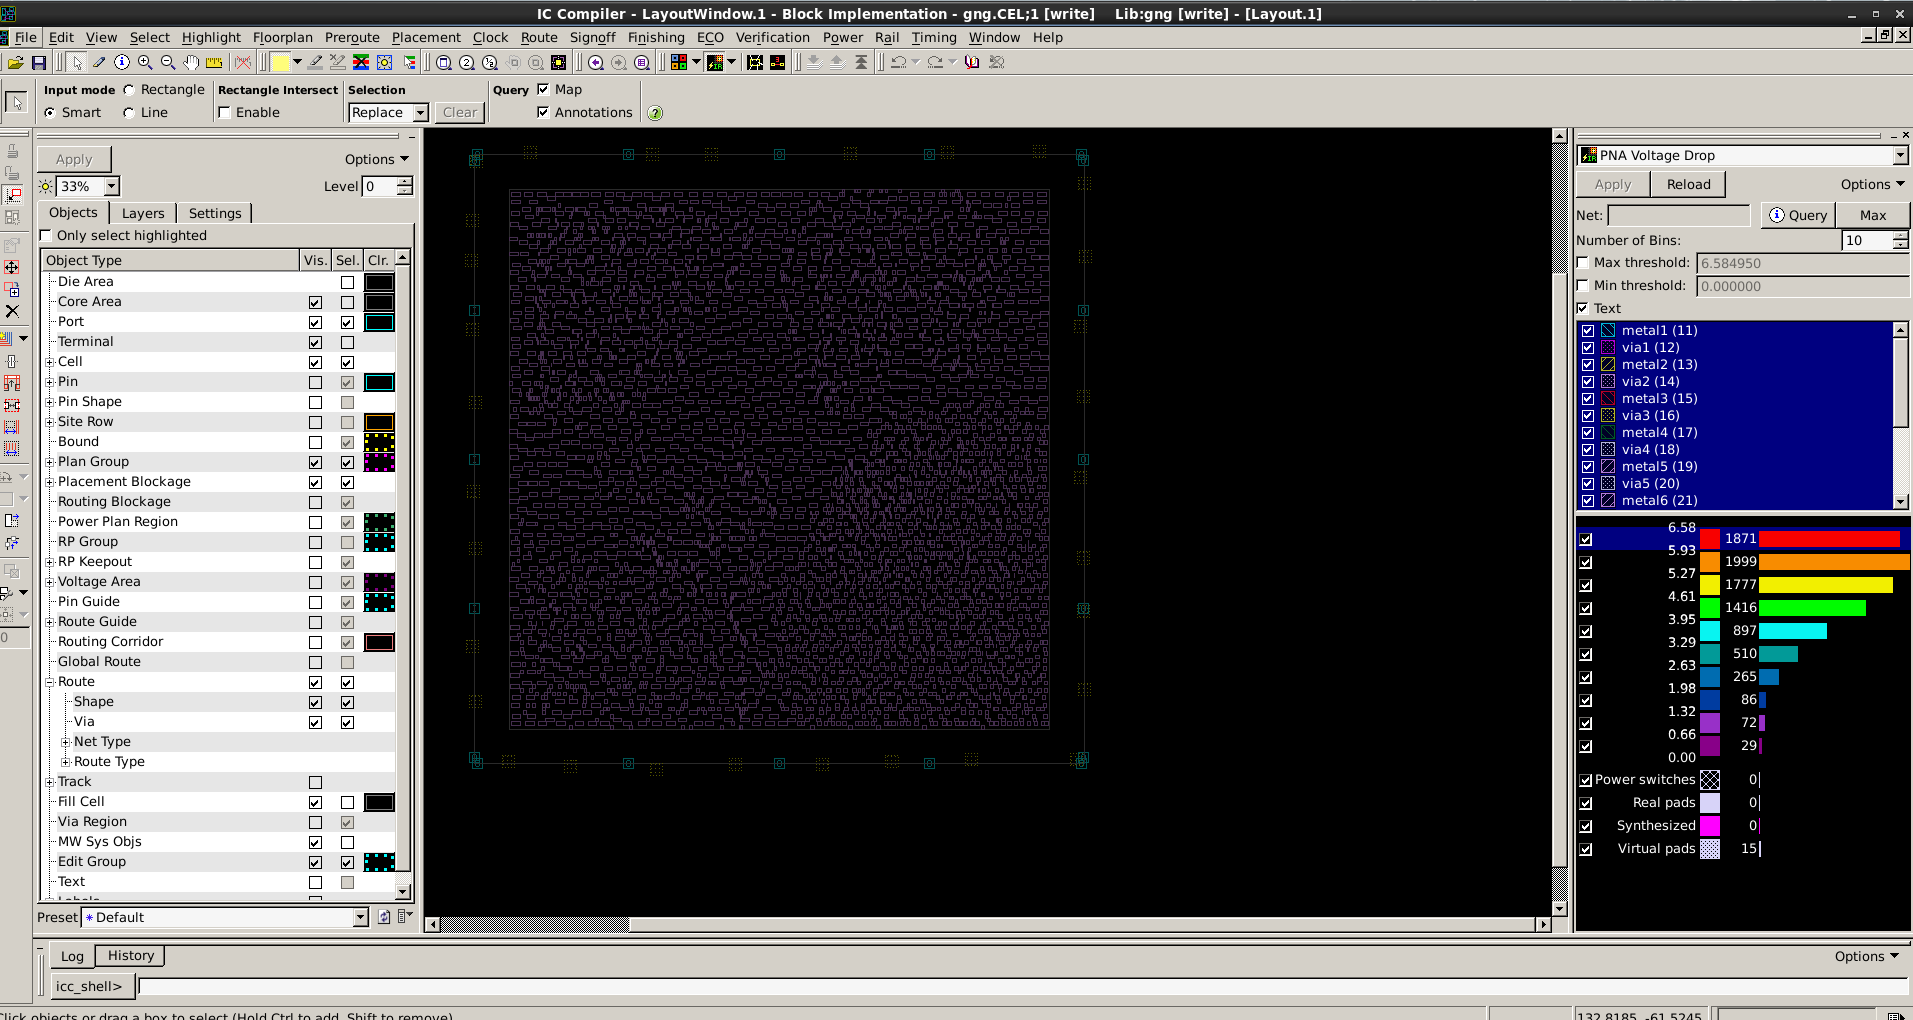 IC Compiler - LayoutWindow.1 - Block Implementation - gng.CEL;1 [write]    Lib:gng [write] - [Layout.1]
File Edit View Select Highlight Floorplan Preroute Placement Clock Route Signoff Finishing ECO Verification Power Rail Timing Window Help
Input mode Rectangle Rectangle Intersect Selection Query Map
Smart Line Enable Replace Clear Annotations
Apply Options
33% Level 0
Objects Layers Settings
Only select highlighted
Object Type Vis. Sel. Clr.
Die Area
Core Area
Port
Terminal
Cell
Pin
Pin Shape
Site Row
Bound
Plan Group
Placement Blockage
Routing Blockage
Power Plan Region
RP Group
RP Keepout
Voltage Area
Pin Guide
Route Guide
Routing Corridor
Global Route
Route
Shape
Via
Net Type
Route Type
Track
Fill Cell
Via Region
MW Sys Objs
Edit Group
Text
Labels
Preset * Default
PNA Voltage Drop
Apply Reload Options
Net: Query Max
Number of Bins: 10
Max threshold: 6.584950
Min threshold: 0.000000
Text
metal1 (11)
via1 (12)
metal2 (13)
via2 (14)
metal3 (15)
via3 (16)
metal4 (17)
via4 (18)
metal5 (19)
via5 (20)
metal6 (21)
6.58
1871
5.93
1999
5.27
1777
4.61
1416
3.95
897
3.29
510
2.63
265
1.98
86
1.32
72
0.66
29
0.00
Power switches 0
Real pads 0
Synthesized 0
Virtual pads 15
Log History
Options
icc_shell>
Click objects or drag a box to select (Hold Ctrl to add, Shift to remove)
132.8185, -61.5245